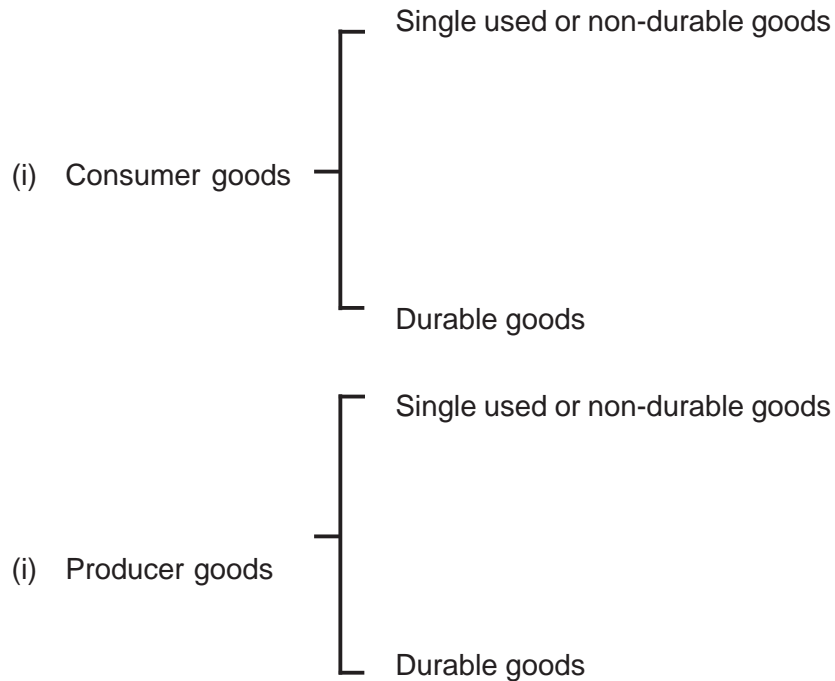 Single used or non-durable goods
(i) Consumer goods
Durable goods
Single used or non-durable goods
(i) Producer goods
Durable goods